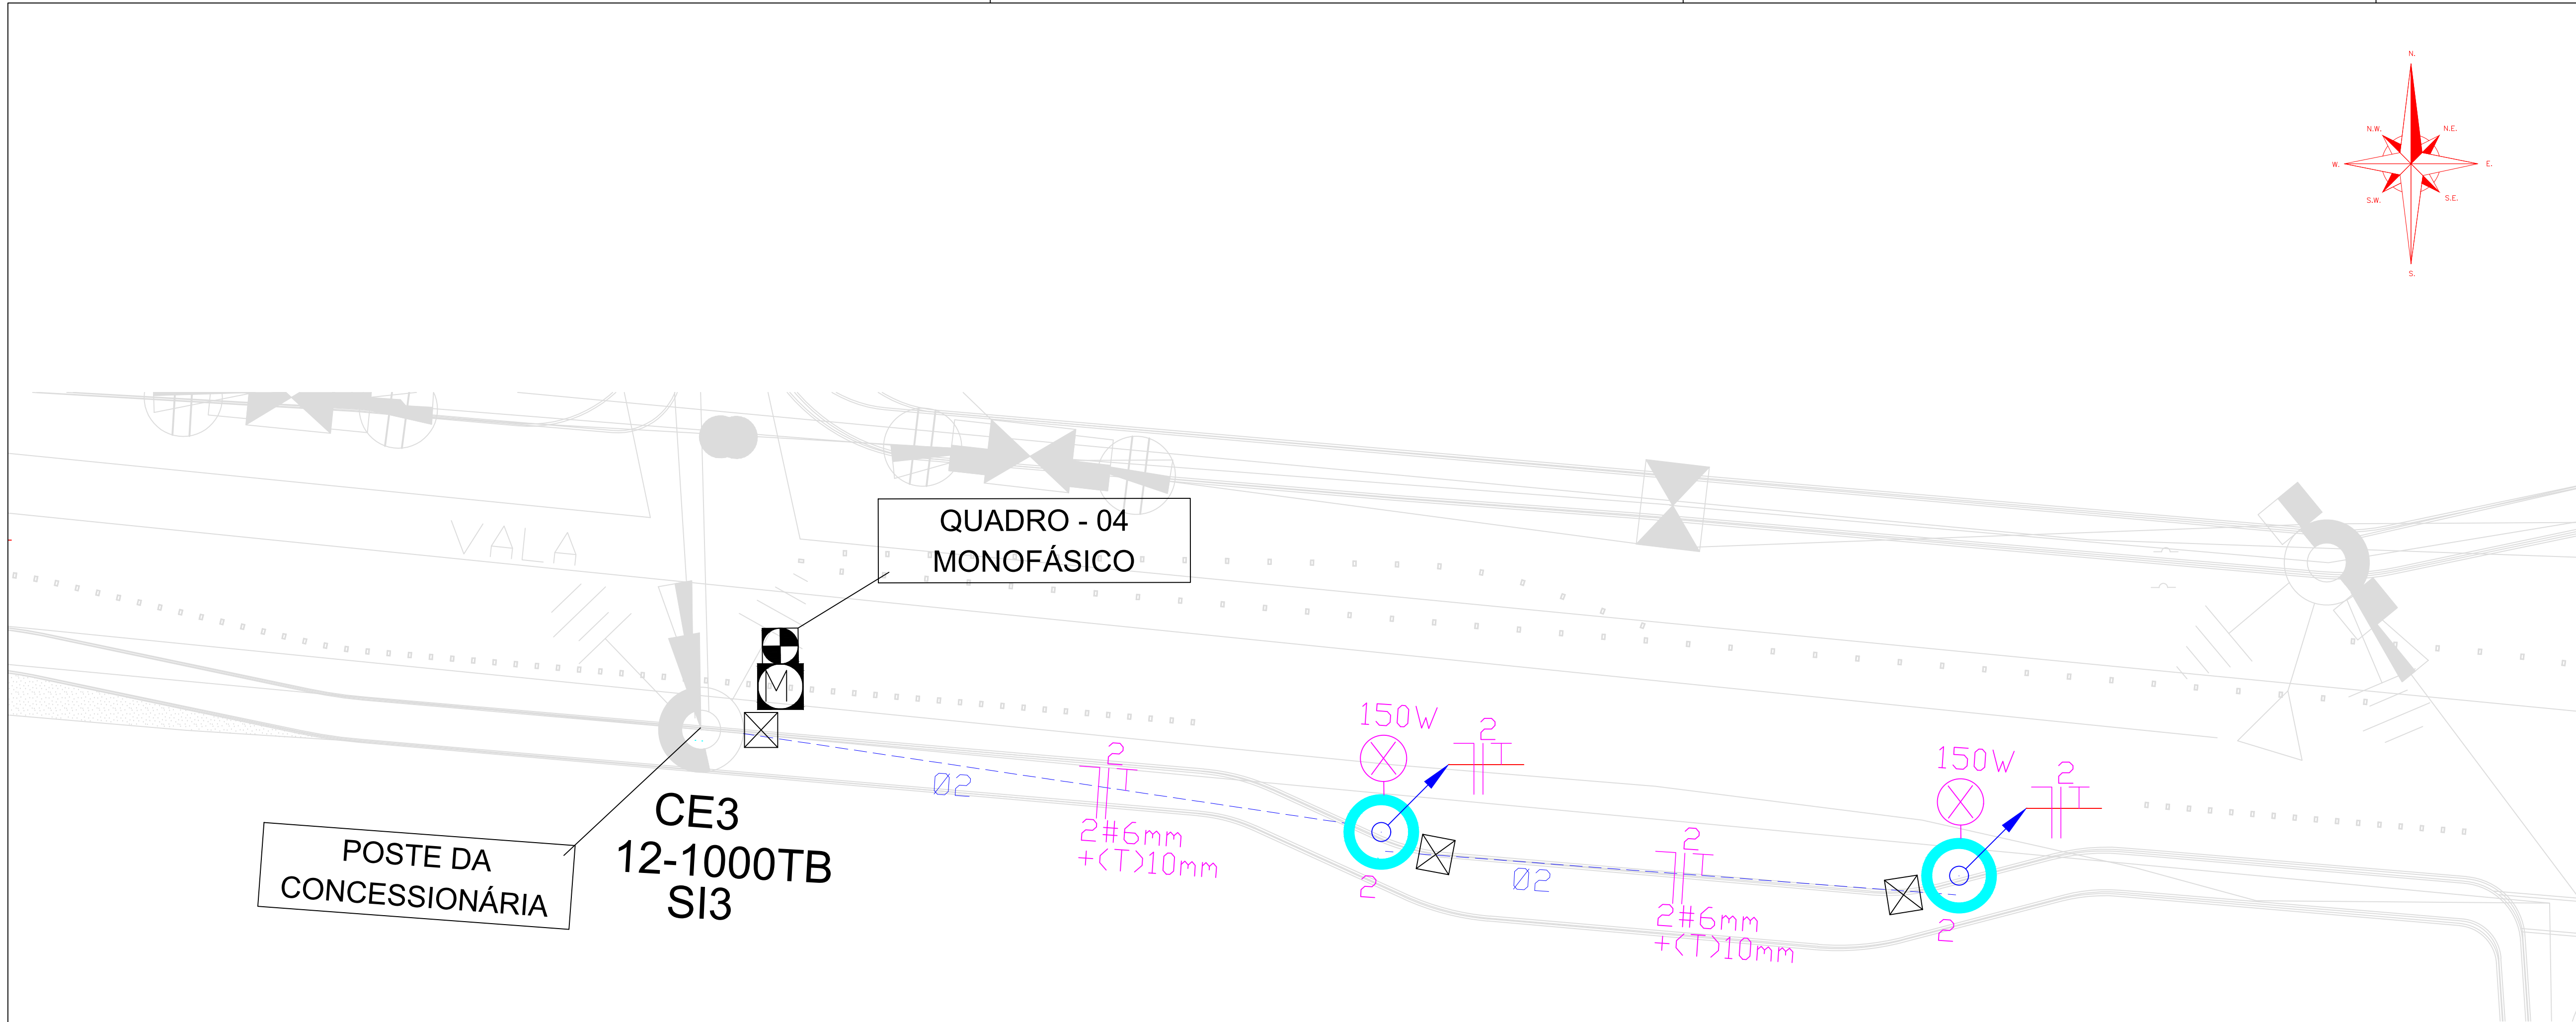 N.
N.W.
N.E.
W.
E.
S.W.
S.E.
S.
VALA
QUADRO - 04
MONOFÁSICO
M
150W
2
2
Ø2
2#6mm
+(T)10mm
2
150W
2
2
Ø2
2#6mm
+(T)10mm
2
CE3
12-1000TB
SI3
POSTE DA
CONCESSIONÁRIA